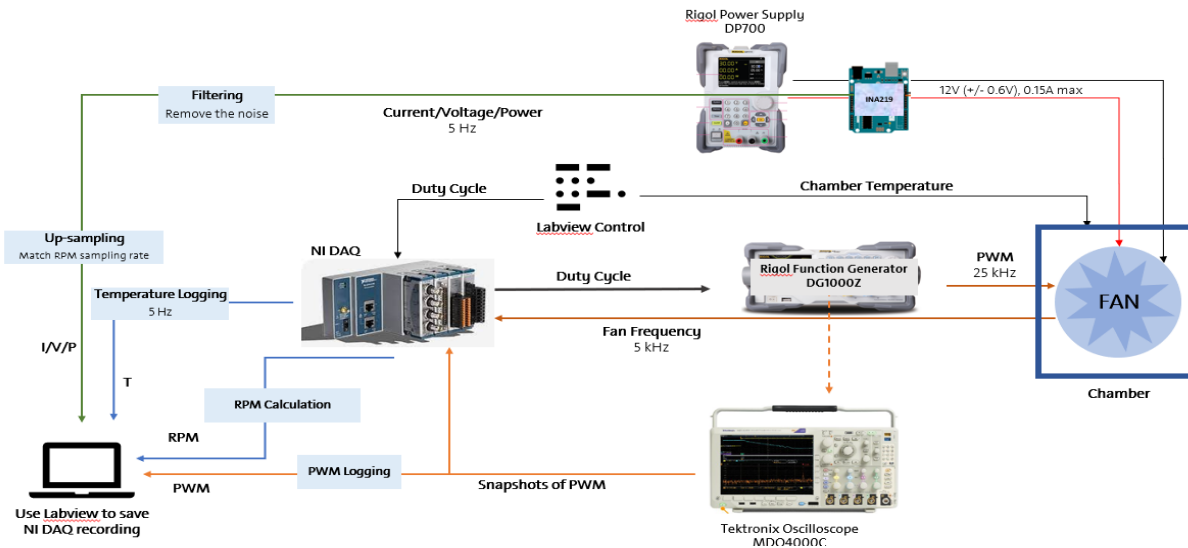 Rigol Power Supply
DP700
Filtering
Remove the noise
Current/Voltage/Power
5 Hz
INA219
12V (+/- 0.6V), 0.15A max
Duty Cycle
Chamber Temperature
Labview Control
Up-sampling
Match RPM sampling rate
NI DAQ
Duty Cycle
Rigol Function Generator
DG1000Z
PWM
25 kHz
FAN
Temperature Logging
5 Hz
Fan Frequency
5 kHz
I/V/P
T
Chamber
RPM Calculation
RPM
PWM Logging
PWM
Snapshots of PWM
Use Labview to save
NI DAQ recording
Tektronix Oscilloscope
MDO4000C